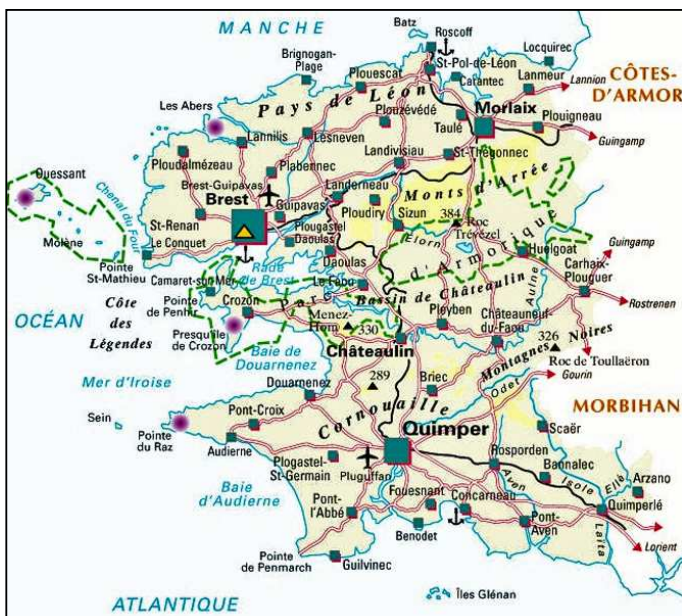 MANCHE
Batz
Roscoff
Locquirec
St-Pol-de-Léon
Brignogan-
Plage
Plouescat
Carantec
Lanmeur
Lannion
CÔTES-
D'ARMOR
Pays de Léon
Morlaix
Les Abers
Plouzévédé
Taulé
Plouigneau
Guingamp
Lannilis
Lesneven
Ploudalmézeau
Landivisiau
St-Thégonnec
Plabennec
Ouessant
Chenal du Four
Brest-Guipavas
Guipavas
Landerneau
Monts d'Arrée
Brest
Ploudiry
Sizun
384
Roc
Trévézel
St-Renan
Plougastel
Daoulas
Elorn
Molène
Le Conquet
Huelgoat
Guingamp
Pointe
St-Mathieu
Rade
de Brest
Daoulas
d'Armorique
Carhaix-
Plouguer
Camaret-sur-Mer
Le Faou
Aulne
Pointe
de Penhir
Crozon
Parc
Bassin de Châteaulin
Rostrenen
OCÉAN
Côte
des
Légendes
Menez-
Hom
330
Pleyben
Châteauneuf-
du-Faou
Presqu'île
de Crozon
Châteaulin
Montagnes Noires
326
Roc de Toullaëron
Baie de
Douarnenez
289
Briec
Odet
Gourin
Mer d'Iroise
Douarnenez
MORBIHAN
Sein
Pont-Croix
Cornouaille
Quimper
Scaër
Pointe
du Raz
Audierne
Rosporden
Bannalec
Plogastel-
St-Germain
Pluguffan
Aven
Isole
Ellé
Arzano
Baie
d'Audierne
Pont-
l'Abbé
Fouesnant
Concarneau
Quimperlé
Benodet
Pont-
Aven
Laïta
Lorient
Pointe
de Penmarch
Guilvinec
Îles Glénan
ATLANTIQUE